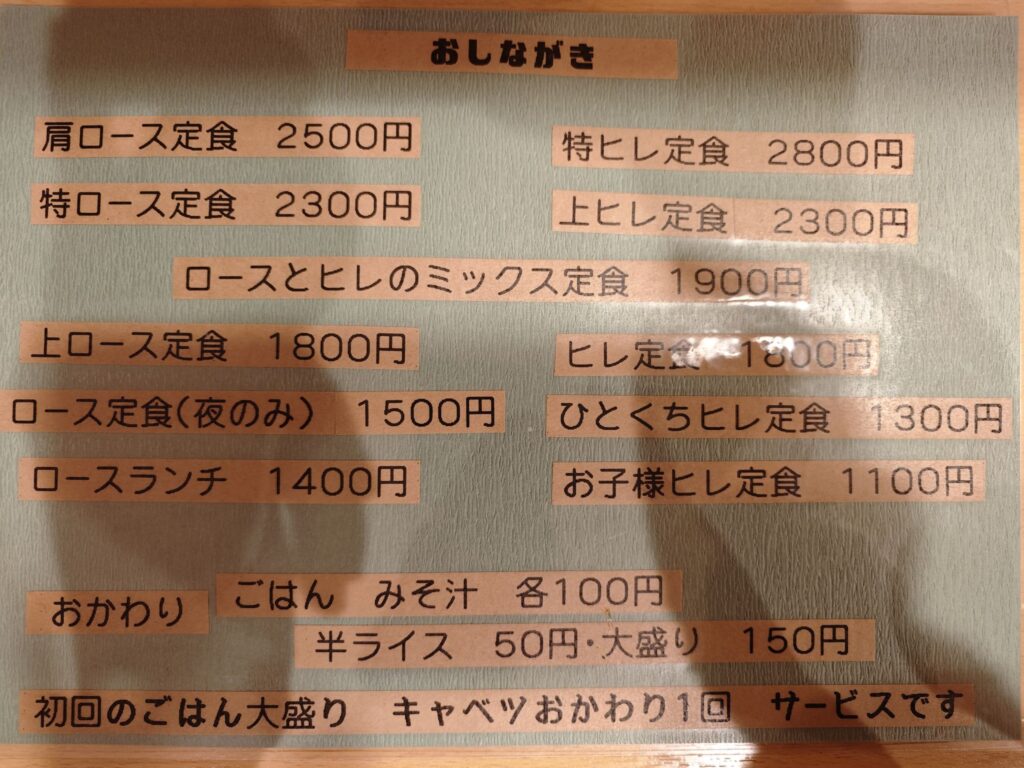 おしながき
肩ロース定食　2500円
特ヒレ定食　2800円
特ロース定食　2300円
上ヒレ定食　2300円
ロースとヒレのミックス定食　1900円
上ロース定食　1800円
ヒレ定食　1800円
ロース定食(夜のみ)　1500円
ひとくちヒレ定食　1300円
ロースランチ　1400円
お子様ヒレ定食　1100円
おかわり
ごはん　みそ汁　各100円
半ライス　50円・大盛り　150円
初回のごはん大盛り　キャベツおかわり1回　サービスです